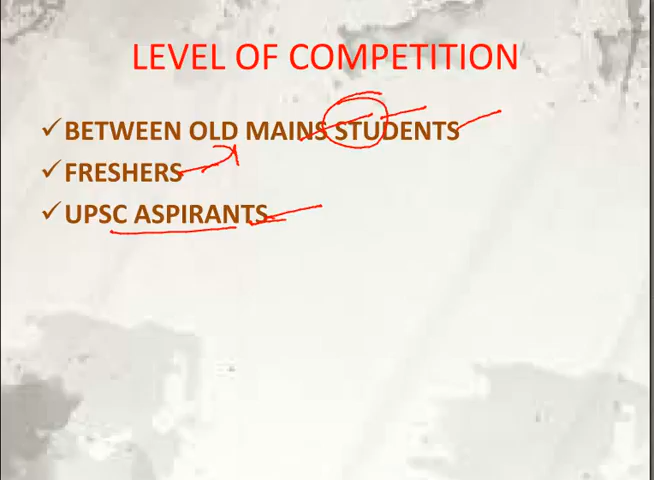 LEVEL OF COMPETITION
✓BETWEEN OLD MAINS STUDENTS
✓FRESHERS
✓UPSC ASPIRANTS